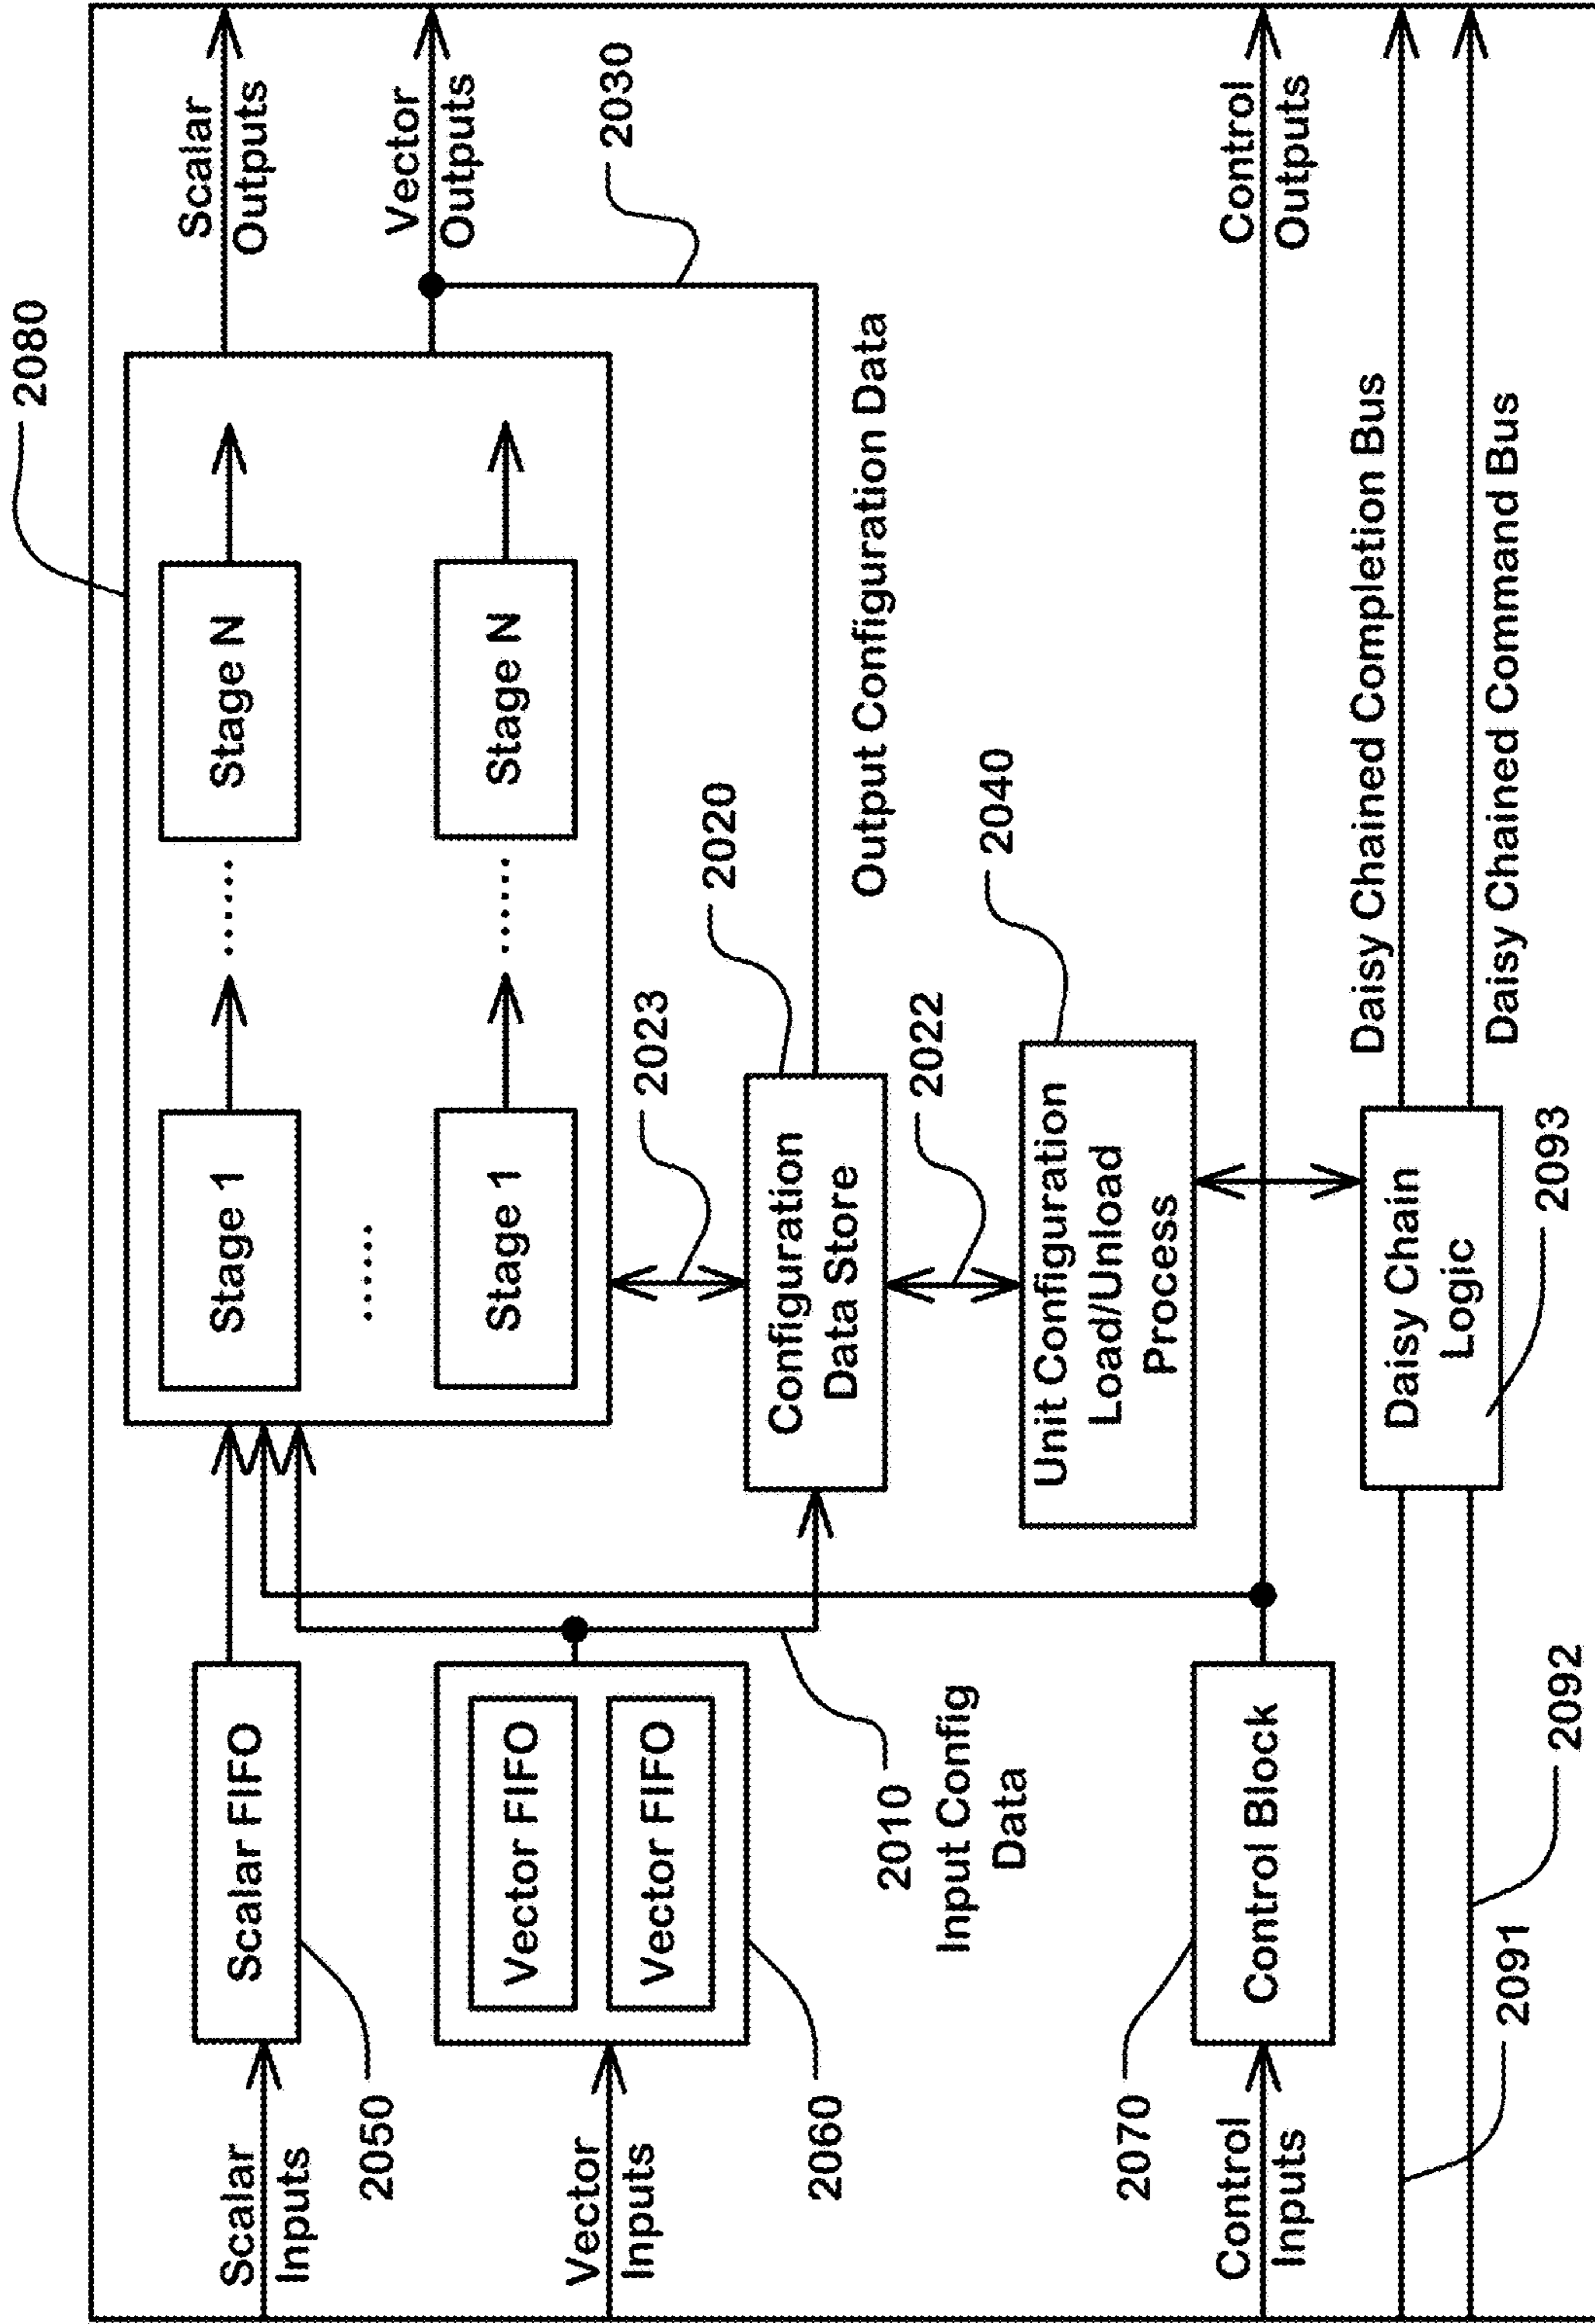 2080
Scalar
Inputs
Scalar FIFO
2050
Stage 1
......
Stage N
Scalar
Outputs
......
Vector
Inputs
Vector FIFO
Vector FIFO
2060
Stage 1
......
Stage N
Vector
Outputs
2030
2010
Input Config
Data
2023
2020
Configuration
Data Store
Output Configuration Data
2022
2040
Unit Configuration
Load/Unload
Process
2070
Control
Inputs
Control Block
Control
Outputs
Daisy Chained Completion Bus
Daisy Chain
Logic
Daisy Chained Command Bus
2091
2092
2093